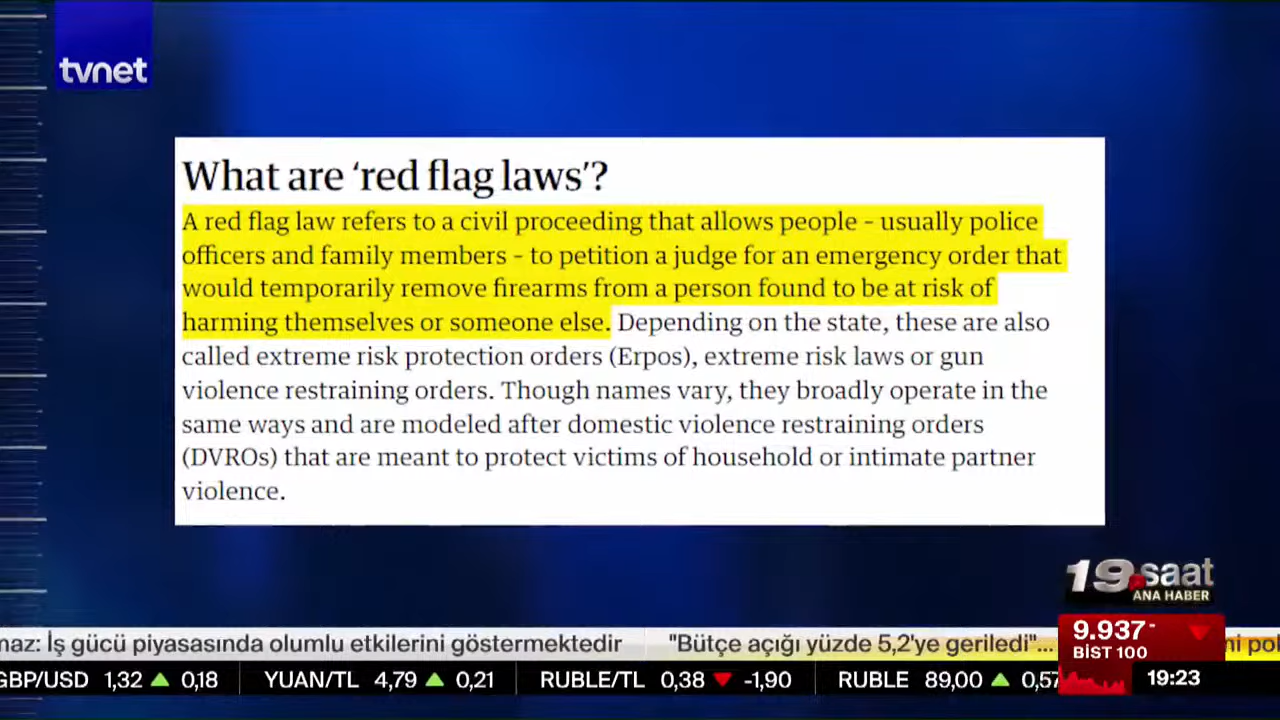 tvnet
What are ‘red flag laws’?
A red flag law refers to a civil proceeding that allows people – usually police
officers and family members – to petition a judge for an emergency order that
would temporarily remove firearms from a person found to be at risk of
harming themselves or someone else. Depending on the state, these are also
called extreme risk protection orders (Erpos), extreme risk laws or gun
violence restraining orders. Though names vary, they broadly operate in the
same ways and are modeled after domestic violence restraining orders
(DVROs) that are meant to protect victims of household or intimate partner
violence.
19.saat
ANA HABER
maz: İş gücü piyasasında olumlu etkilerini göstermektedir "Bütçe açığı yüzde 5,2'ye geriledi"...
9.937-
BİST 100
GBP/USD 1,32 0,18 YUAN/TL 4,79 0,21 RUBLE/TL 0,38 -1,90 RUBLE 89,00 0,57
19:23